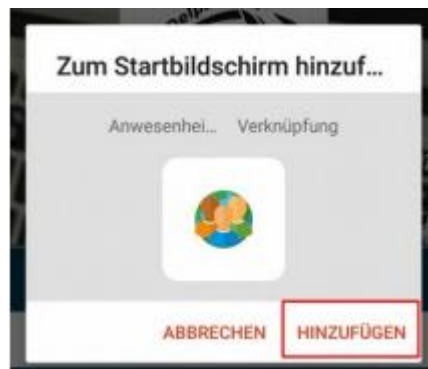 Zum Startbildschirm hinzuf...
Anwesenhei... Verknüpfung
ABBRECHEN HINZUFÜGEN